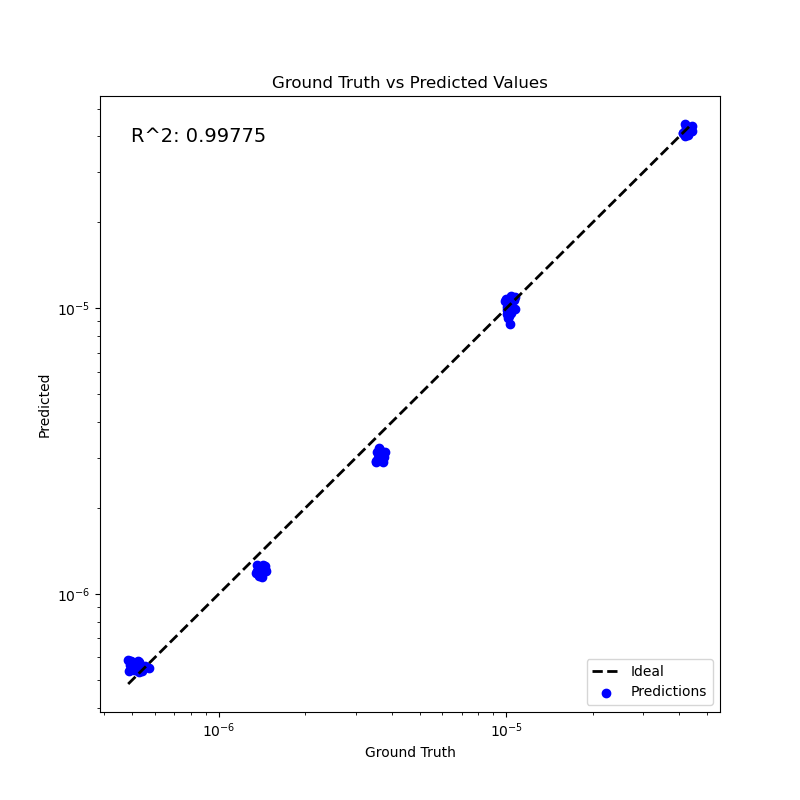 Ground Truth vs Predicted Values
R^2: 0.99775
10⁻⁵
10⁻⁶
Predicted
10⁻⁶ 10⁻⁵
Ground Truth
Ideal
Predictions